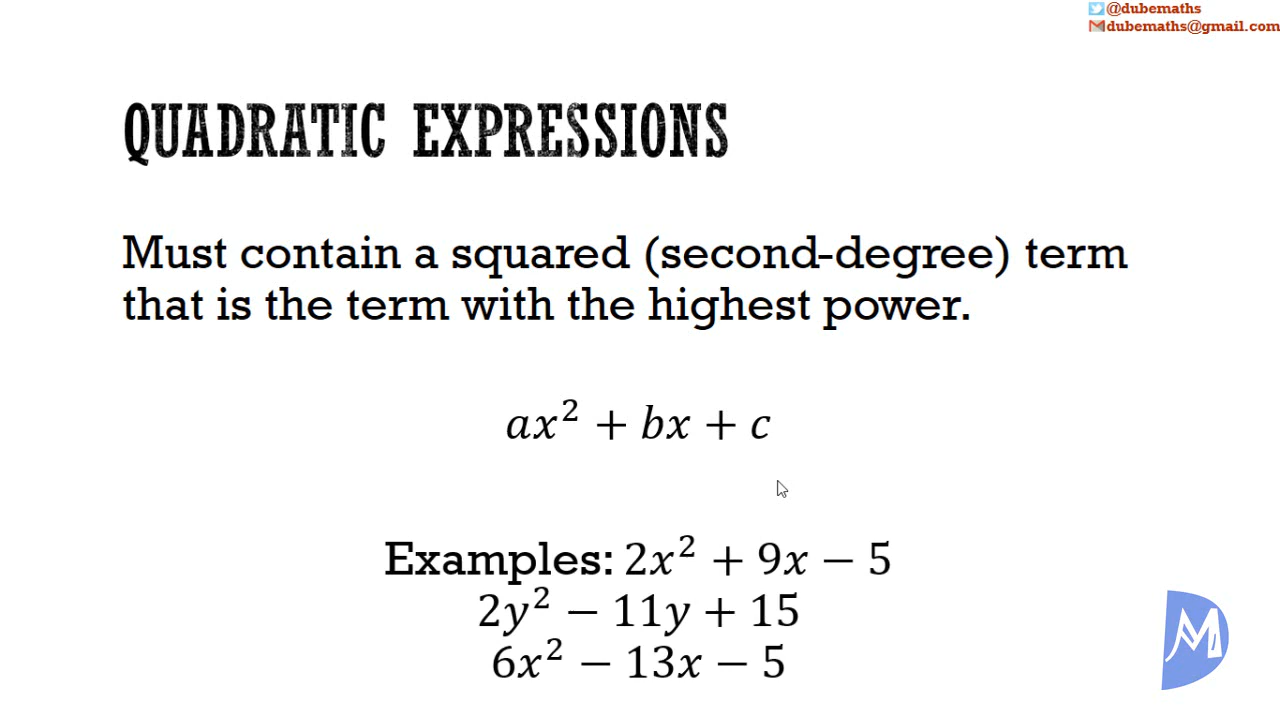 @dubemaths
dubemaths@gmail.com
QUADRATIC EXPRESSIONS
Must contain a squared (second-degree) term
that is the term with the highest power.
𝑎𝑥² + 𝑏𝑥 + 𝑐
Examples: 2𝑥² + 9𝑥 − 5
2𝑦² − 11𝑦 + 15
6𝑥² − 13𝑥 − 5
M